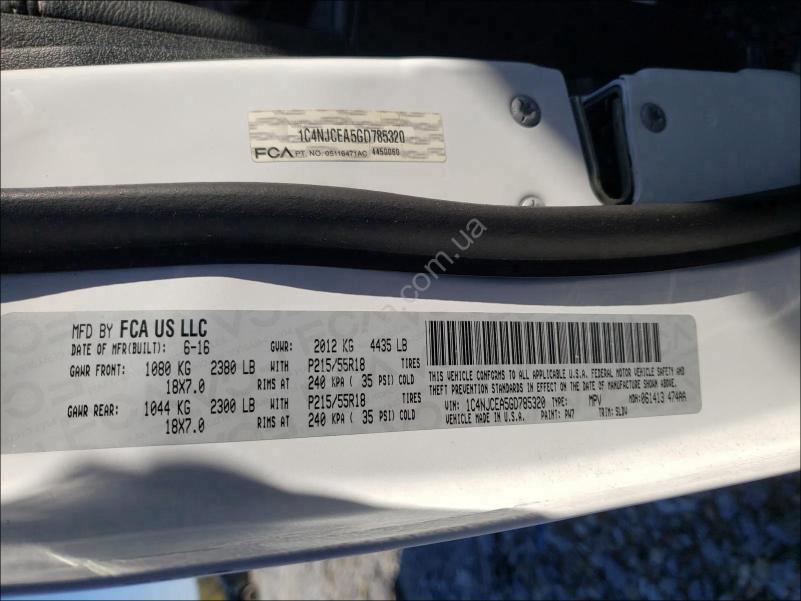 1C4NJCEA5GD785320
FCA PT. NO. 05116471AC 4450060
com.ua
MFD BY FCA US LLC
DATE OF MFR(BUILT): 6-16 GVWR: 2012 KG 4435 LB
GAWR FRONT: 1080 KG 2380 LB WITH P215/55R18 TIRES
18X7.0 RIMS AT 240 KPA ( 35 PSI) COLD
GAWR REAR: 1044 KG 2300 LB WITH P215/55R18 TIRES
18X7.0 RIMS AT 240 KPA ( 35 PSI) COLD
THIS VEHICLE CONFORMS TO ALL APPLICABLE U.S.A. FEDERAL MOTOR VEHICLE SAFETY AND
THEFT PREVENTION STANDARDS IN EFFECT ON THE DATE OF MANUFACTURE SHOWN ABOVE.
VIN: 1C4NJCEA5GD785320 TYPE: MPV MDH: 061413 474AA
VEHICLE MADE IN U.S.A. PAINT: PW7 TRIM: SLDV